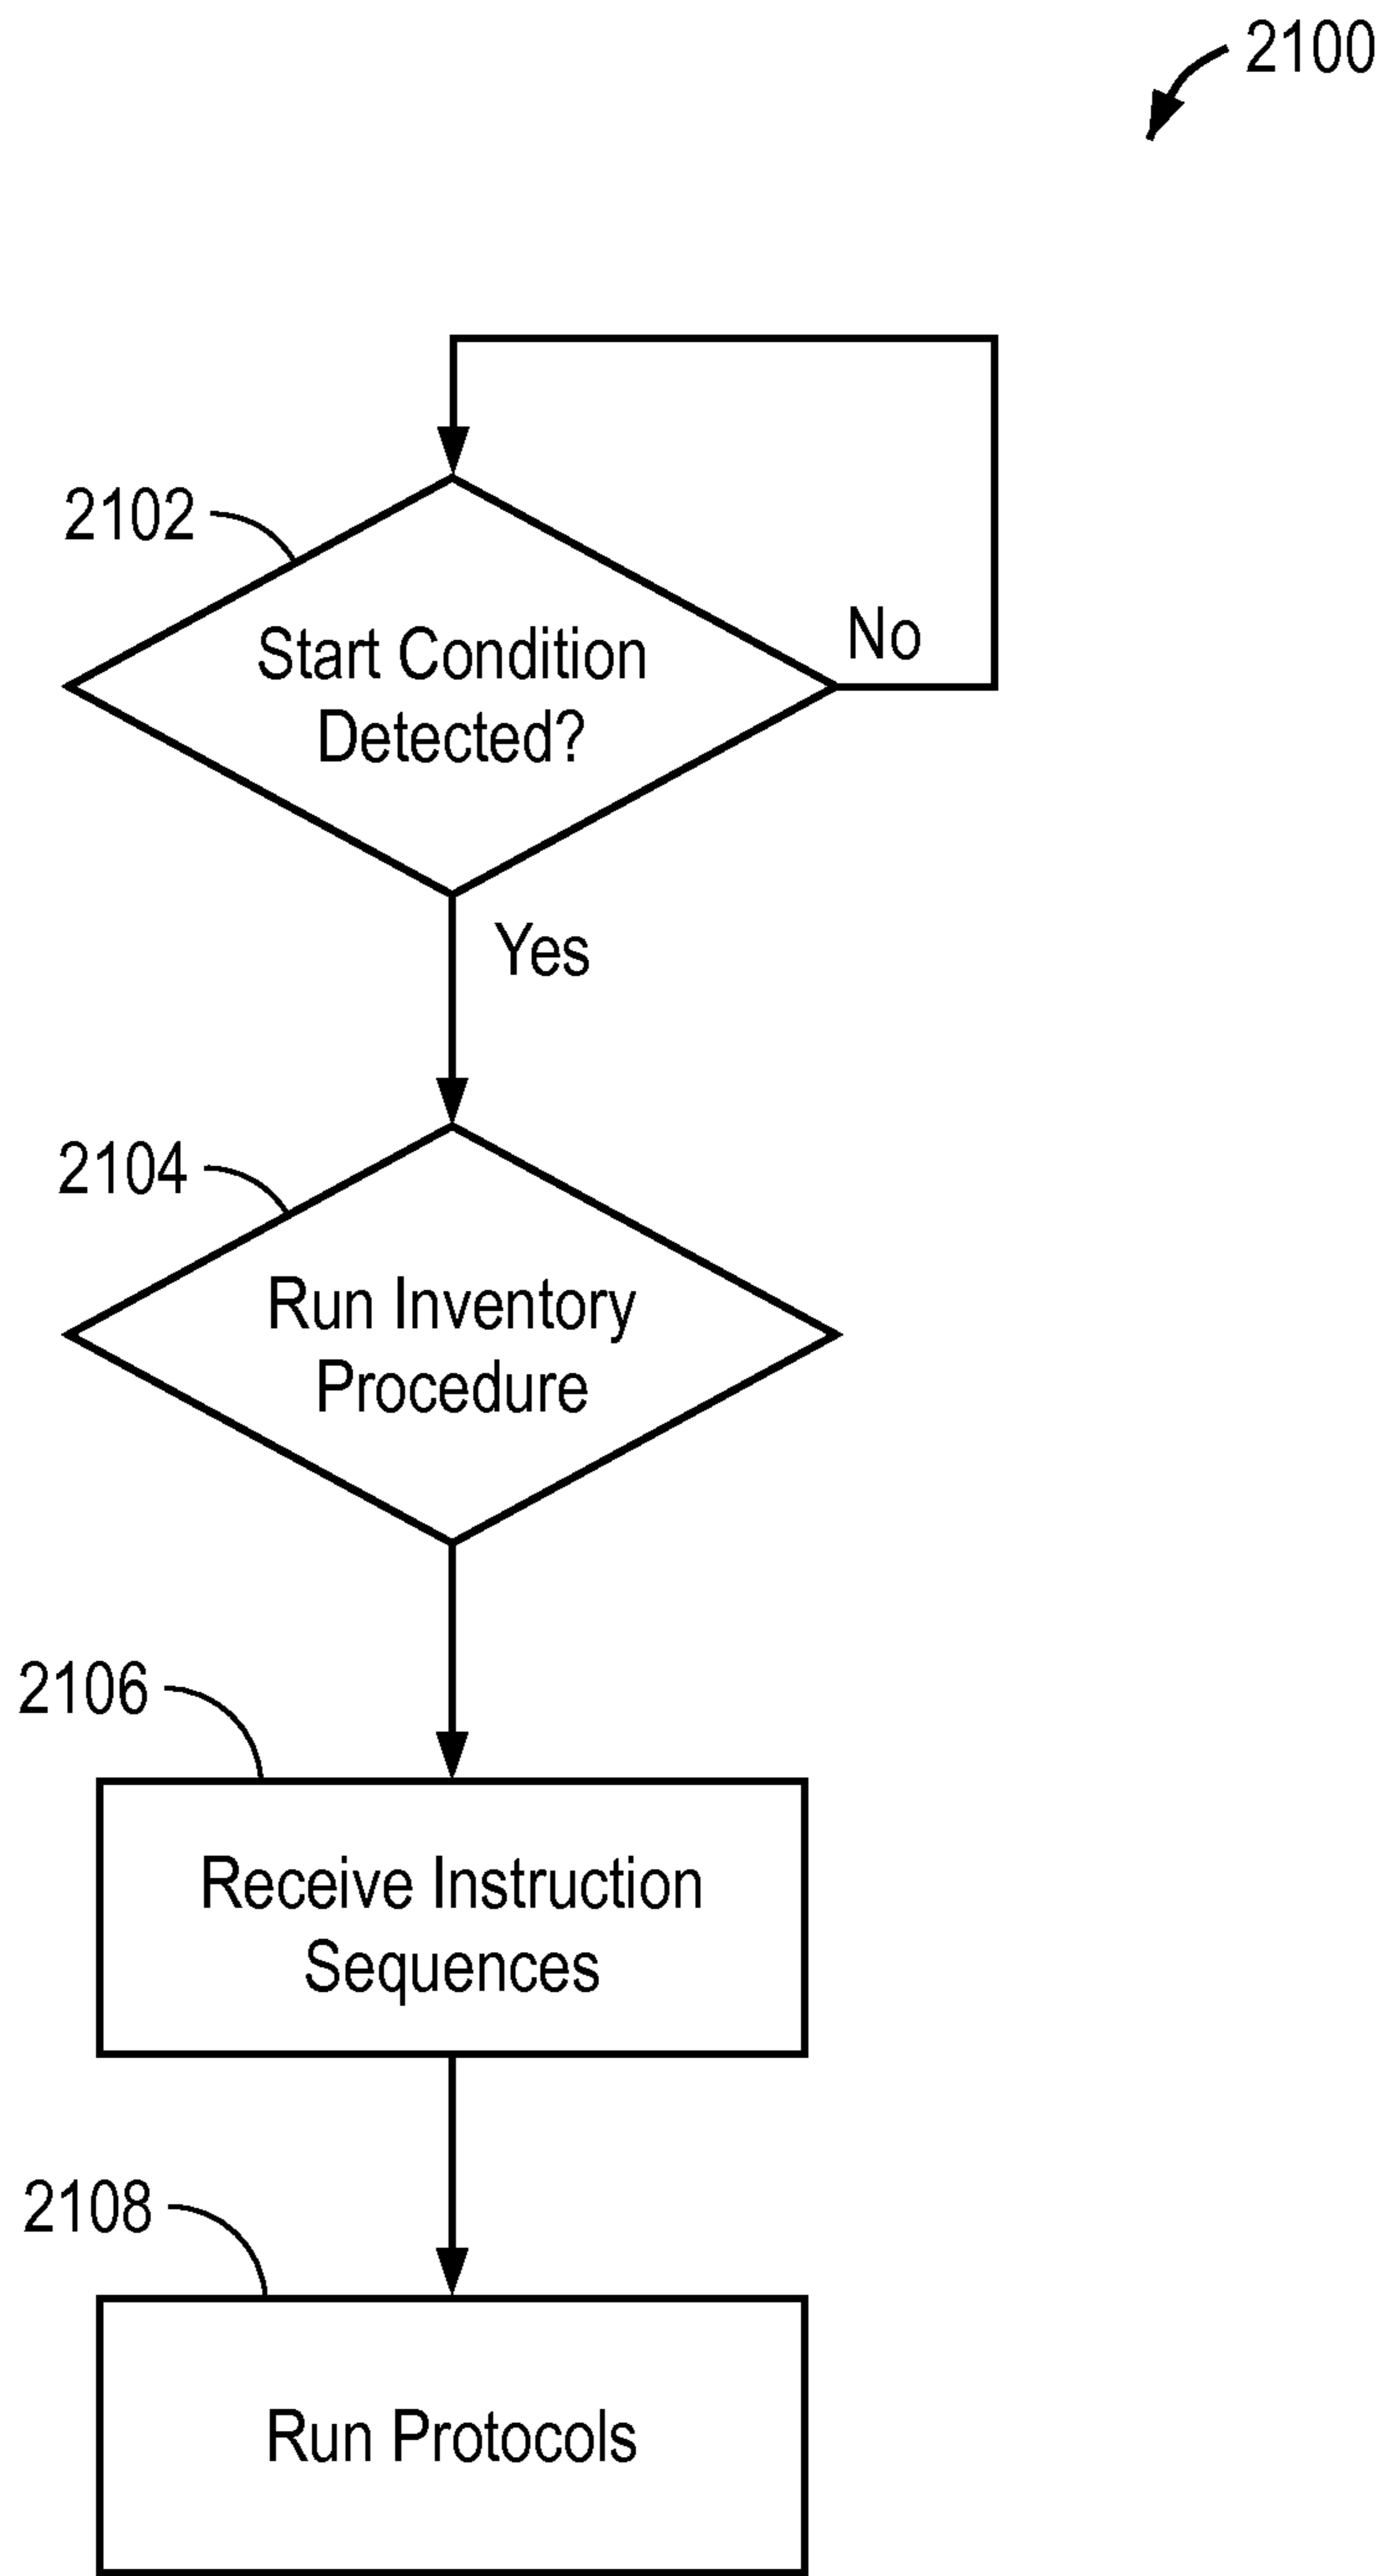 2100
2102
Start Condition
Detected?
No
Yes
2104
Run Inventory
Procedure
2106
Receive Instruction
Sequences
2108
Run Protocols